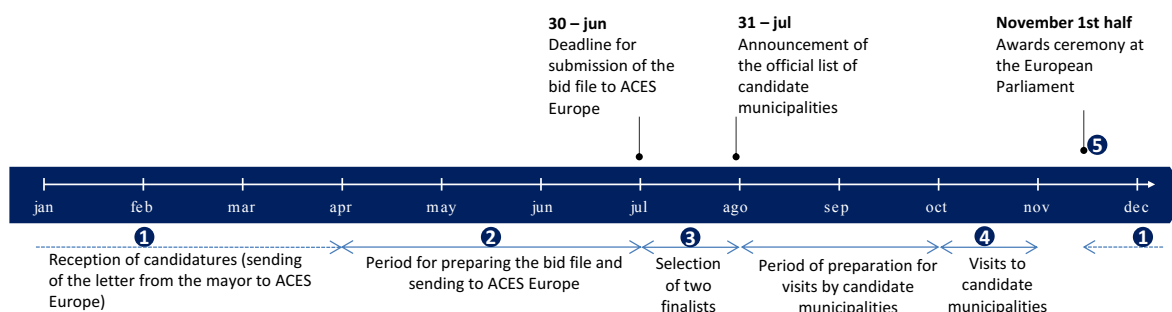 30 – jun
Deadline for
submission of the
bid file to ACES
Europe
31 – jul
Announcement of
the official list of
candidate
municipalities
November 1st half
Awards ceremony at
the European
Parliament
5
jan feb mar apr may jun jul ago sep oct nov dec
1
Reception of candidatures (sending
of the letter from the mayor to ACES
Europe)
2
Period for preparing the bid file and
sending to ACES Europe
3
Selection
of two
finalists
Period of preparation for
visits by candidate
municipalities
4
Visits to
candidate
municipalities
1